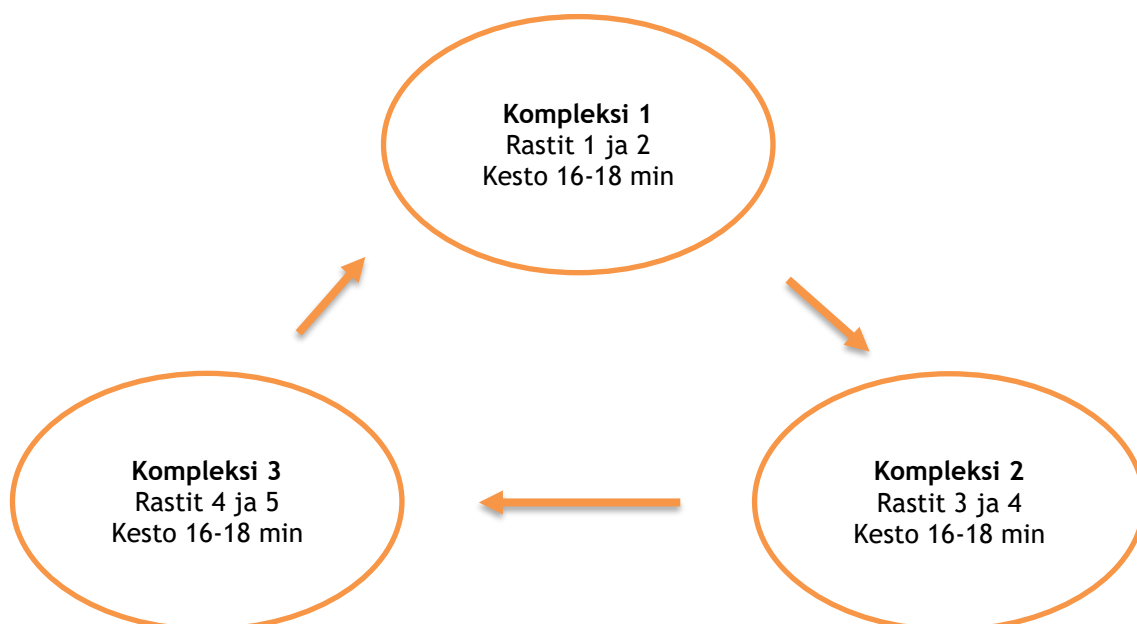 Kompleksi 1
Rastit 1 ja 2
Kesto 16-18 min
Kompleksi 3
Rastit 4 ja 5
Kesto 16-18 min
Kompleksi 2
Rastit 3 ja 4
Kesto 16-18 min